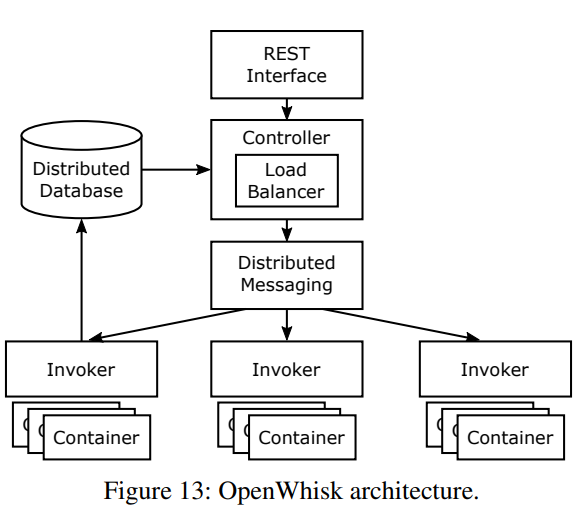 REST
Interface
Controller
Load
Balancer
Distributed
Database
Distributed
Messaging
Invoker
Invoker
Invoker
Container
Container
Container
Figure 13: OpenWhisk architecture.